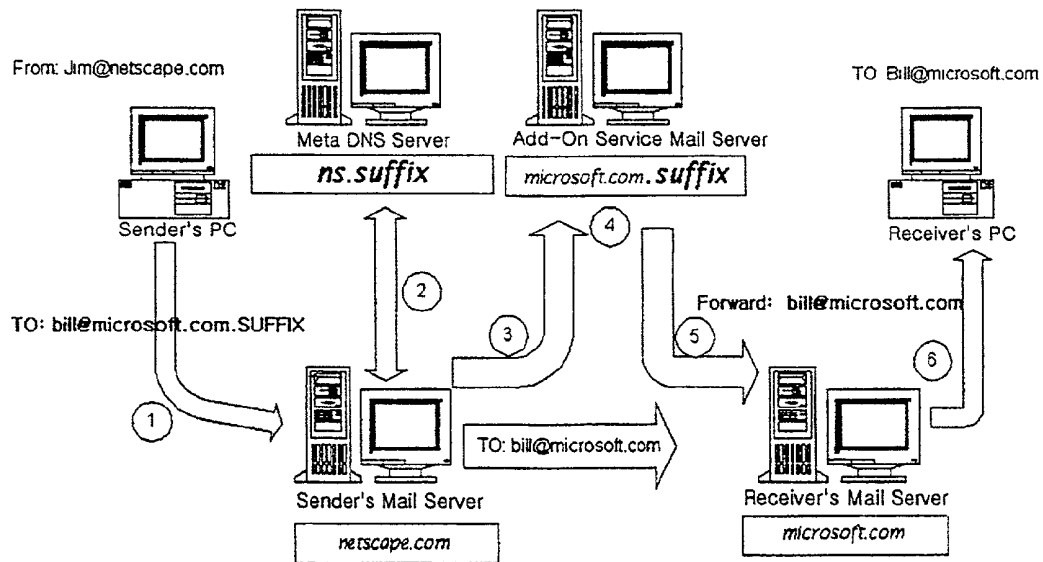 From: Jim@netscape.com
TO Bill@microsoft.com
Meta DNS Server
Add-On Service Mail Server
ns.suffix
microsoft.com.suffix
Sender's PC
Receiver's PC
4
2
Forward: bill@microsoft.com
TO: bill@microsoft.com.SUFFIX
3
5
6
1
TO: bill@microsoft.com
Sender's Mail Server
Receiver's Mail Server
netscape.com
microsoft.com